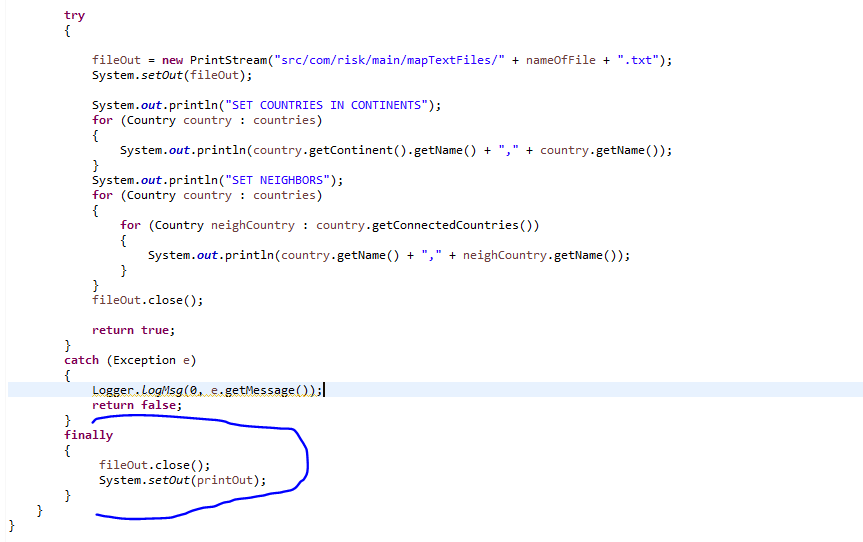 try
{
fileOut = new PrintStream("src/com/risk/main/mapTextFiles/" + nameOfFile + ".txt");
System.setOut(fileOut);
System.out.println("SET COUNTRIES IN CONTINENTS");
for (Country country : countries)
{
System.out.println(country.getContinent().getName() + "," + country.getName());
}
System.out.println("SET NEIGHBORS");
for (Country country : countries)
{
for (Country neighCountry : country.getConnectedCountries())
{
System.out.println(country.getName() + "," + neighCountry.getName());
}
}
fileOut.close();
return true;
}
catch (Exception e)
{
Logger.logMsg(0, e.getMessage());
return false;
}
finally
{
fileOut.close();
System.setOut(printOut);
}
}
}